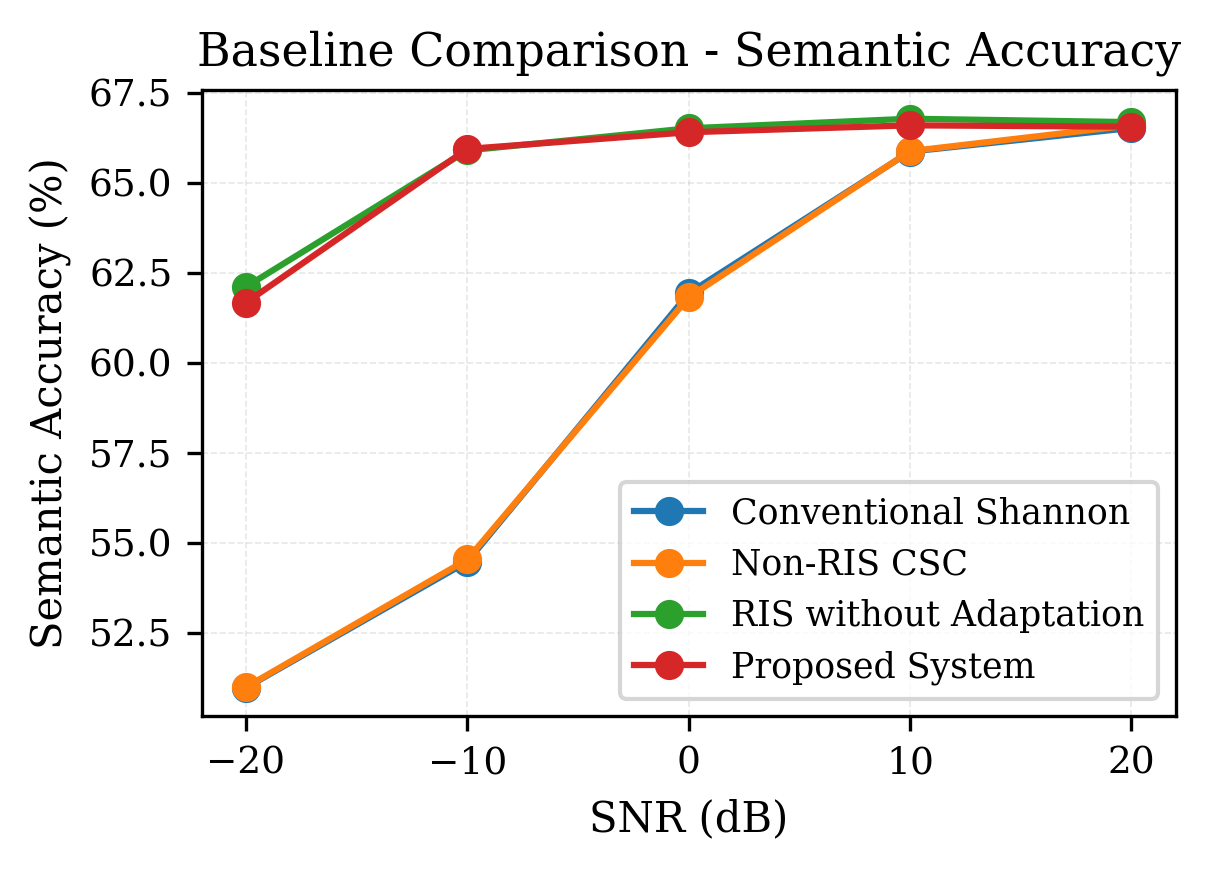 Baseline Comparison - Semantic Accuracy
Semantic Accuracy (%)
67.5
65.0
62.5
60.0
57.5
55.0
52.5
Conventional Shannon
Non-RIS CSC
RIS without Adaptation
Proposed System
−20
−10
0
10
20
SNR (dB)